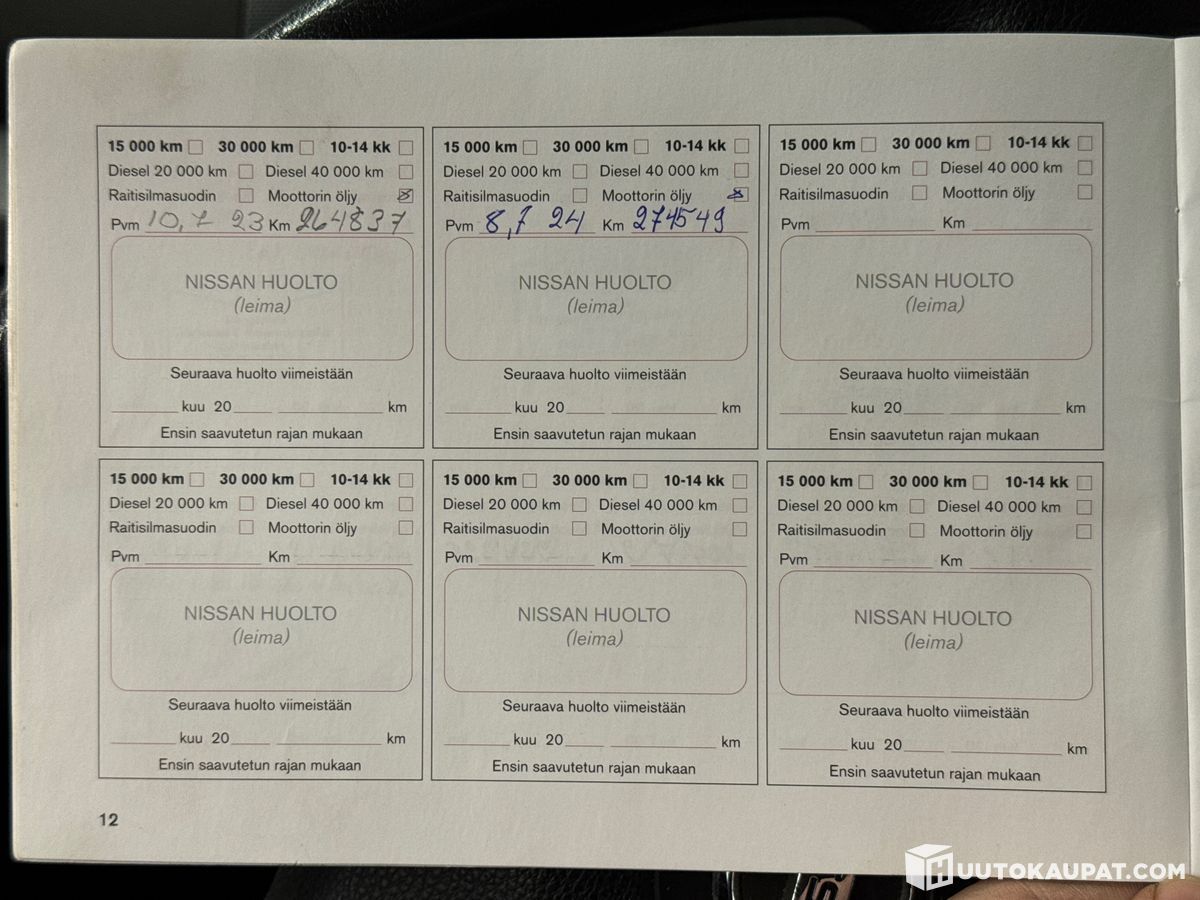 15 000 km 30 000 km 10-14 kk
Diesel 20 000 km Diesel 40 000 km
Raitisilmasuodin Moottorin öljy
Pvm 10,7 23 Km 264837
NISSAN HUOLTO
(leima)
Seuraava huolto viimeistään
kuu 20 km
Ensin saavutetun rajan mukaan
15 000 km 30 000 km 10-14 kk
Diesel 20 000 km Diesel 40 000 km
Raitisilmasuodin Moottorin öljy
Pvm 8,7 24 Km 274549
NISSAN HUOLTO
(leima)
Seuraava huolto viimeistään
kuu 20 km
Ensin saavutetun rajan mukaan
15 000 km 30 000 km 10-14 kk
Diesel 20 000 km Diesel 40 000 km
Raitisilmasuodin Moottorin öljy
Pvm Km
NISSAN HUOLTO
(leima)
Seuraava huolto viimeistään
kuu 20 km
Ensin saavutetun rajan mukaan
15 000 km 30 000 km 10-14 kk
Diesel 20 000 km Diesel 40 000 km
Raitisilmasuodin Moottorin öljy
Pvm Km
NISSAN HUOLTO
(leima)
Seuraava huolto viimeistään
kuu 20 km
Ensin saavutetun rajan mukaan
15 000 km 30 000 km 10-14 kk
Diesel 20 000 km Diesel 40 000 km
Raitisilmasuodin Moottorin öljy
Pvm Km
NISSAN HUOLTO
(leima)
Seuraava huolto viimeistään
kuu 20 km
Ensin saavutetun rajan mukaan
15 000 km 30 000 km 10-14 kk
Diesel 20 000 km Diesel 40 000 km
Raitisilmasuodin Moottorin öljy
Pvm Km
NISSAN HUOLTO
(leima)
Seuraava huolto viimeistään
kuu 20 km
Ensin saavutetun rajan mukaan
12
HUUTOKAUPAT.COM